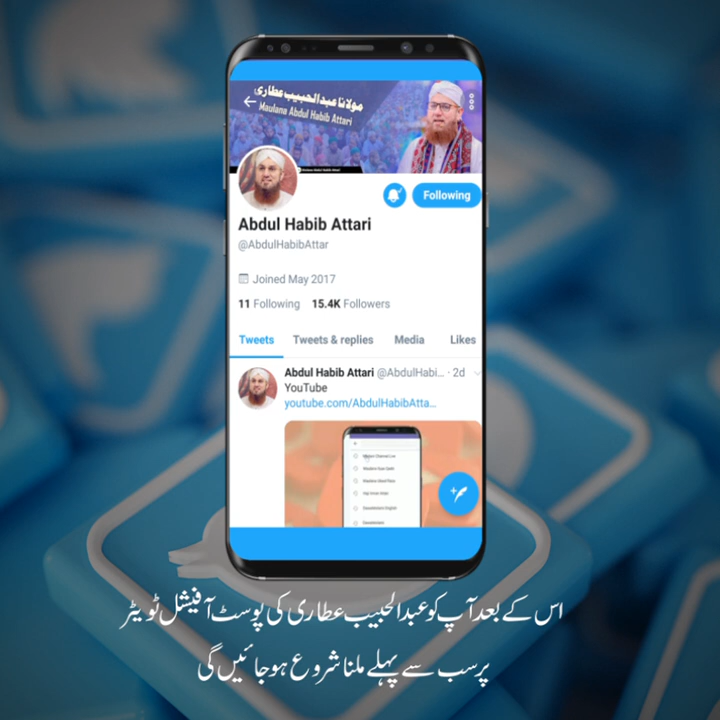 مولانا عبدالحبیب عطاری
Maulana Abdul Habib Attari
Following
Abdul Habib Attari
@AbdulHabibAttar
Joined May 2017
11 Following 15.4K Followers
Tweets Tweets & replies Media Likes
Abdul Habib Attari @AbdulHabi... · 2d
YouTube
youtube.com/AbdulHabibAtta...
اس کے بعد آپ کو عبدالحبیب عطاری کی پوسٹ آفیشل ٹویٹر
پر سب سے پہلے ملنا شروع ہو جائیں گی